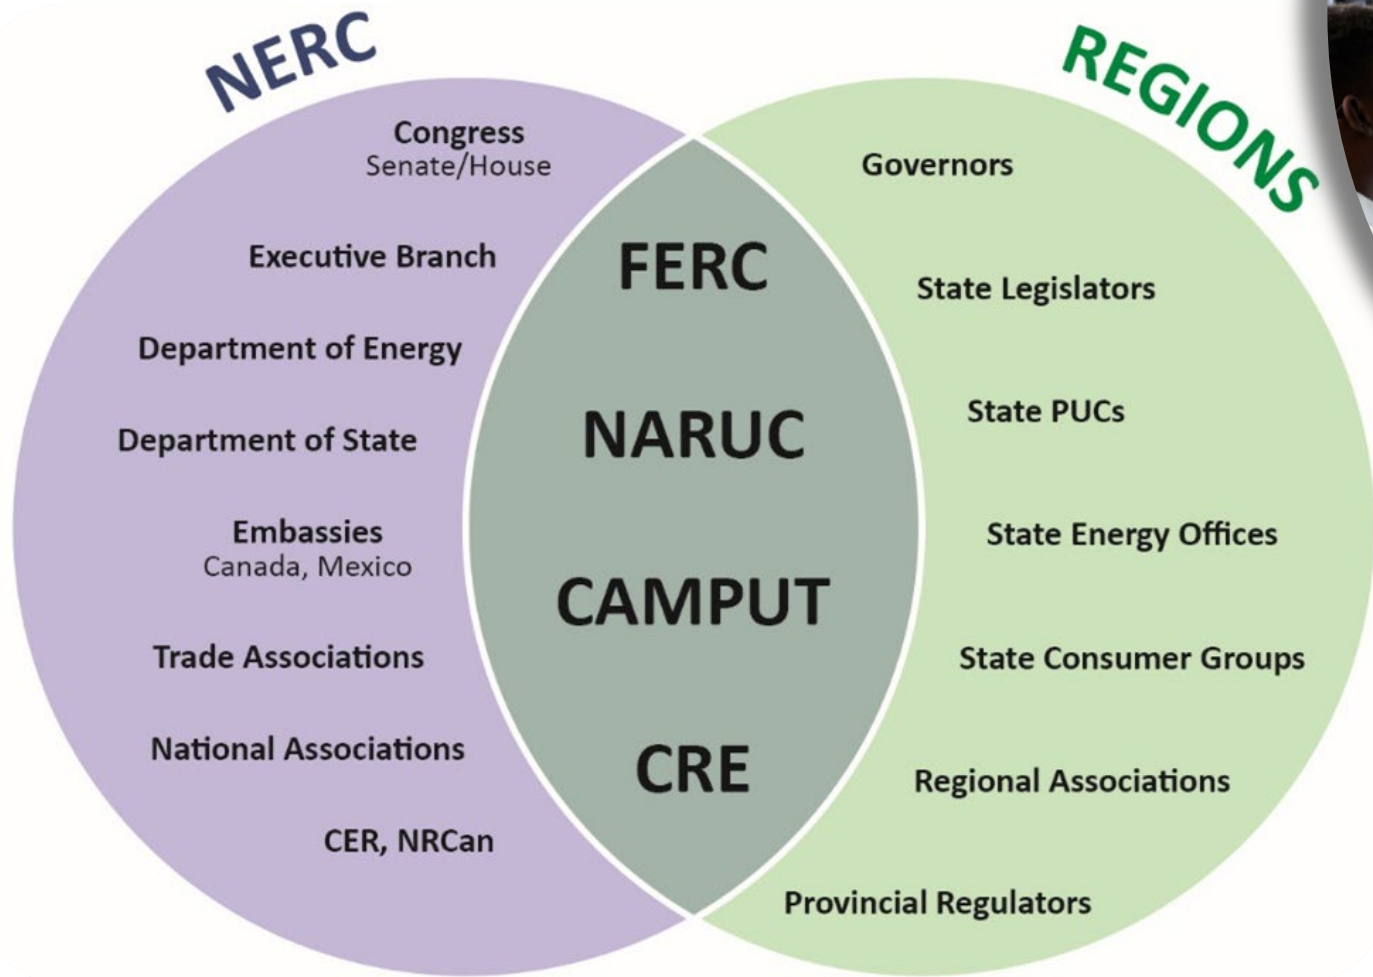 NERC
Congress
Senate/House
Executive Branch
Department of Energy
Department of State
Embassies
Canada, Mexico
Trade Associations
National Associations
CER, NRCan
FERC
NARUC
CAMPUT
CRE
REGIONS
Governors
State Legislators
State PUCs
State Energy Offices
State Consumer Groups
Regional Associations
Provincial Regulators